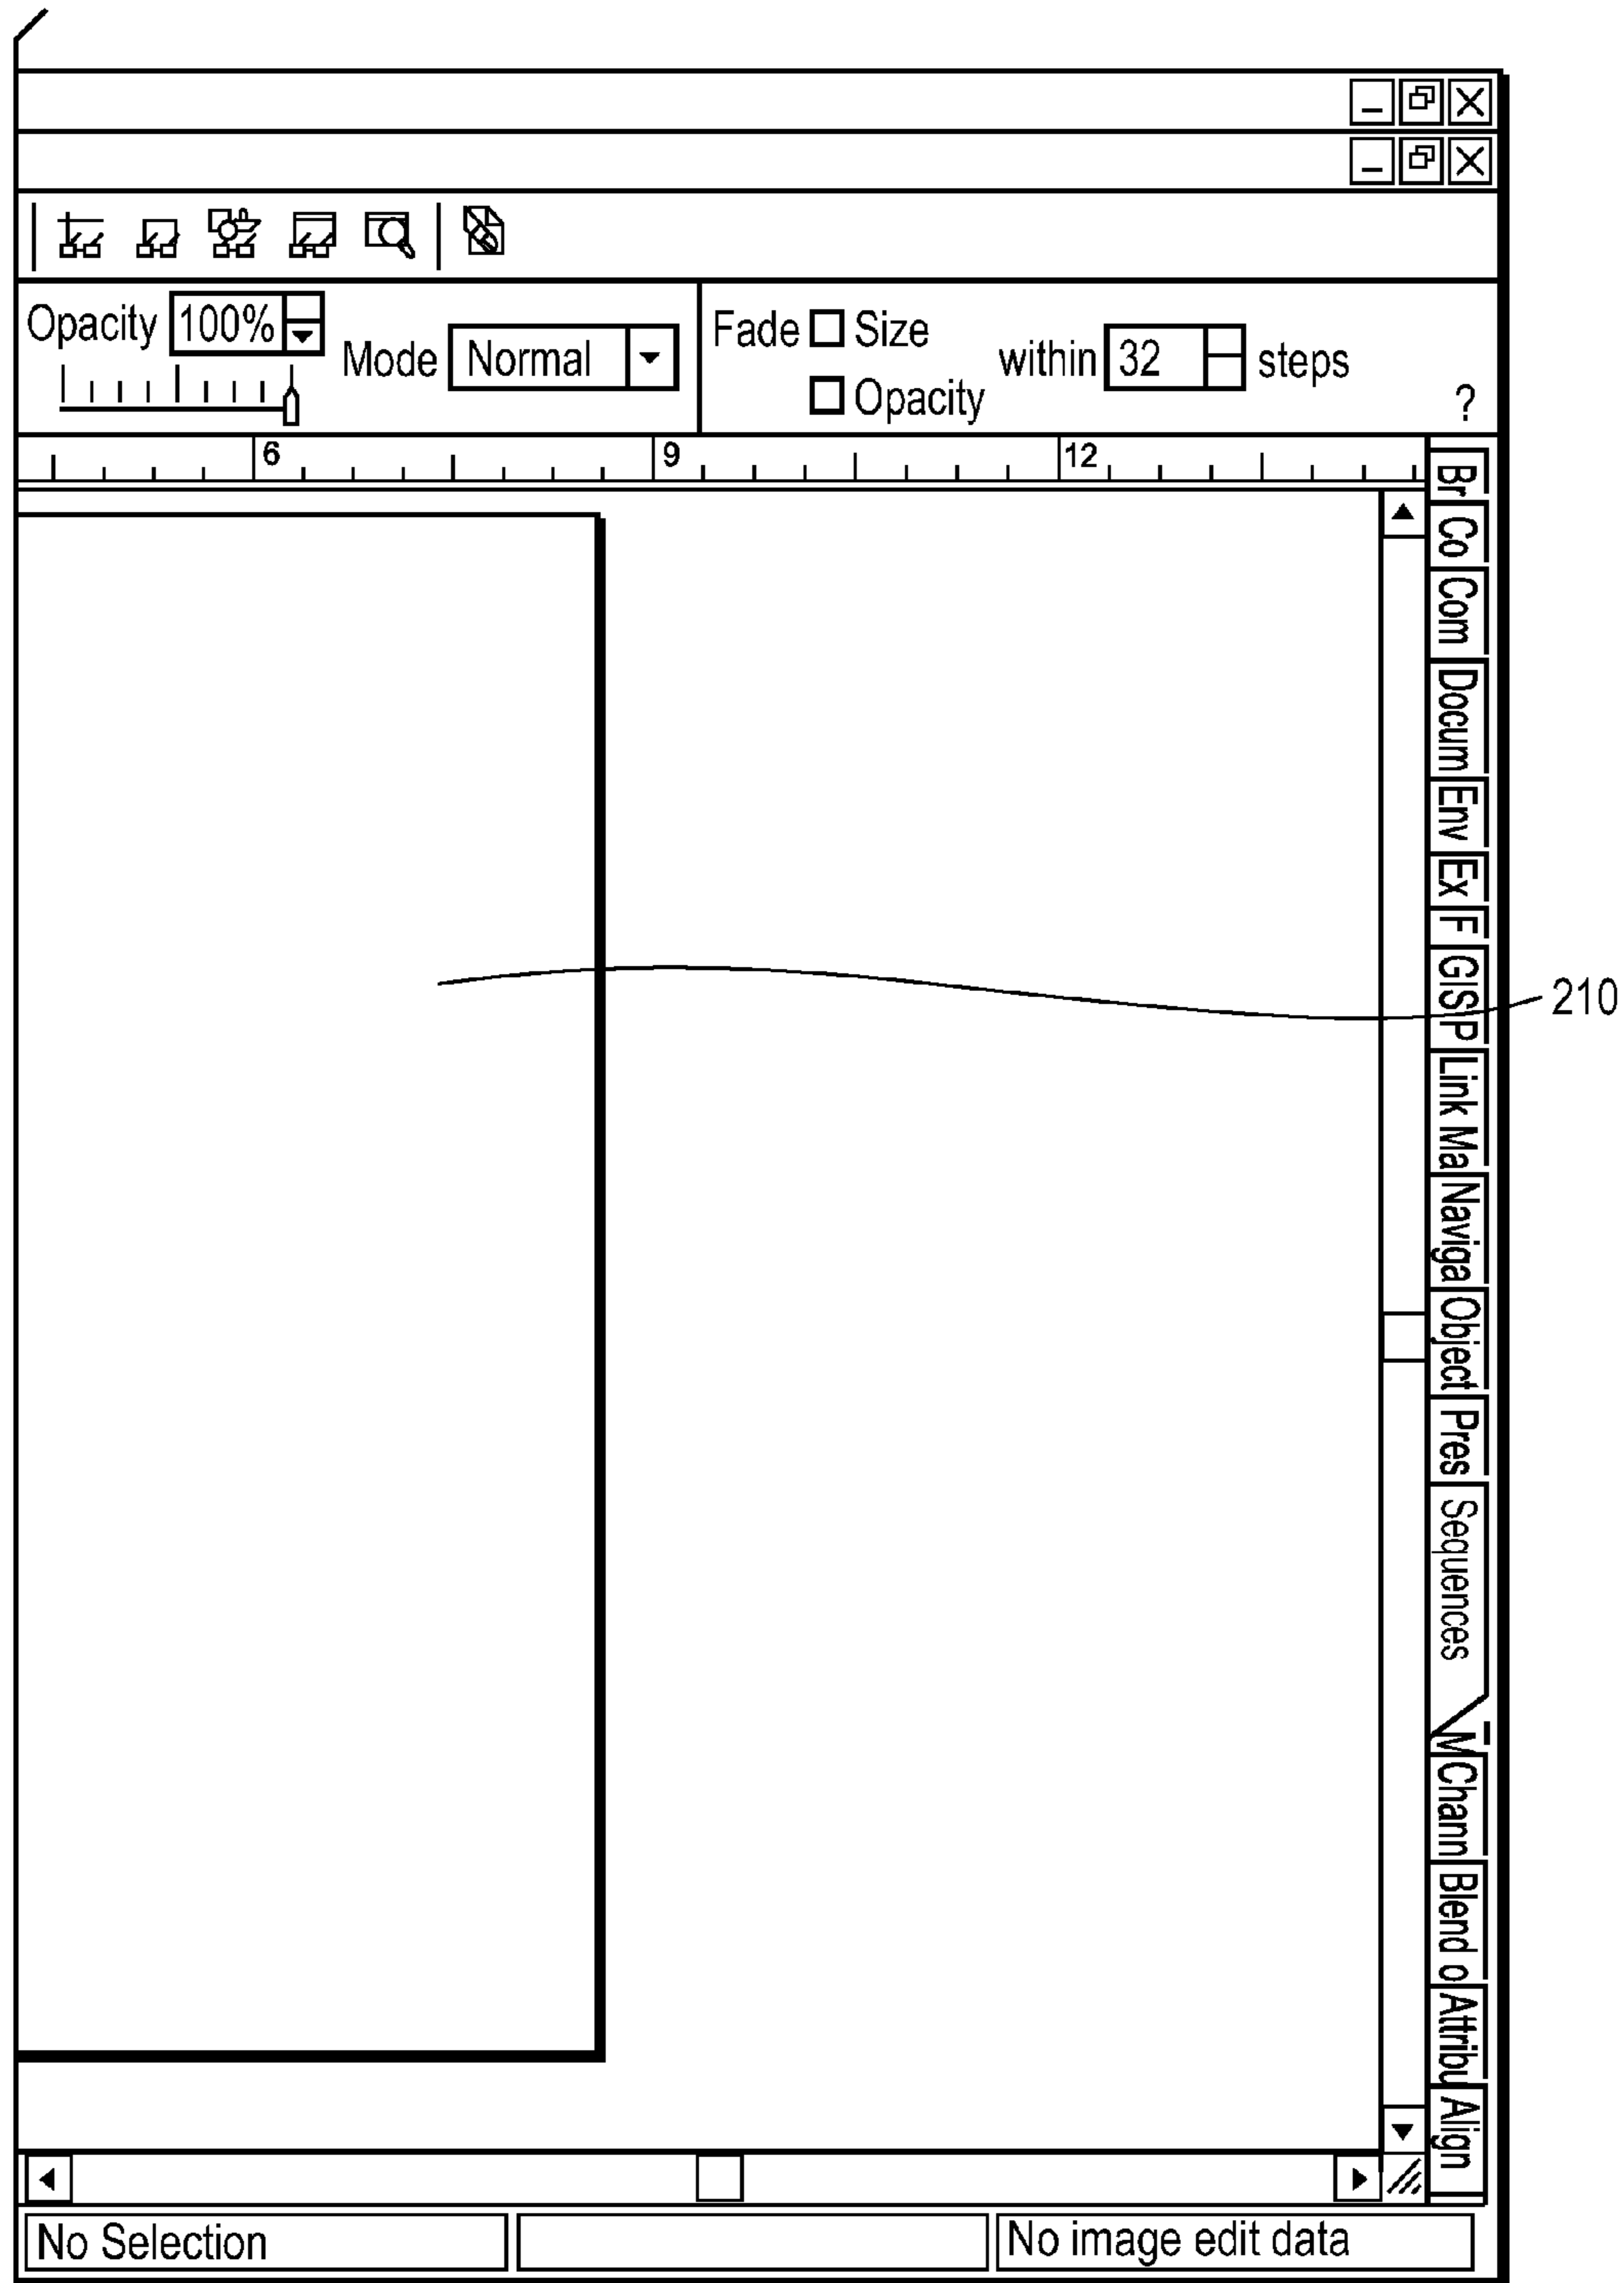 Opacity 100% Mode Normal Fade Size within 32 steps
Opacity ?
6 9 12
Br
Co
Com
Docum
Env
Ex
F
GIS P
Link Ma
Naviga
Object
Pres
Sequences
M
Chann
Blend o
Attribu
Align
210
No Selection No image edit data